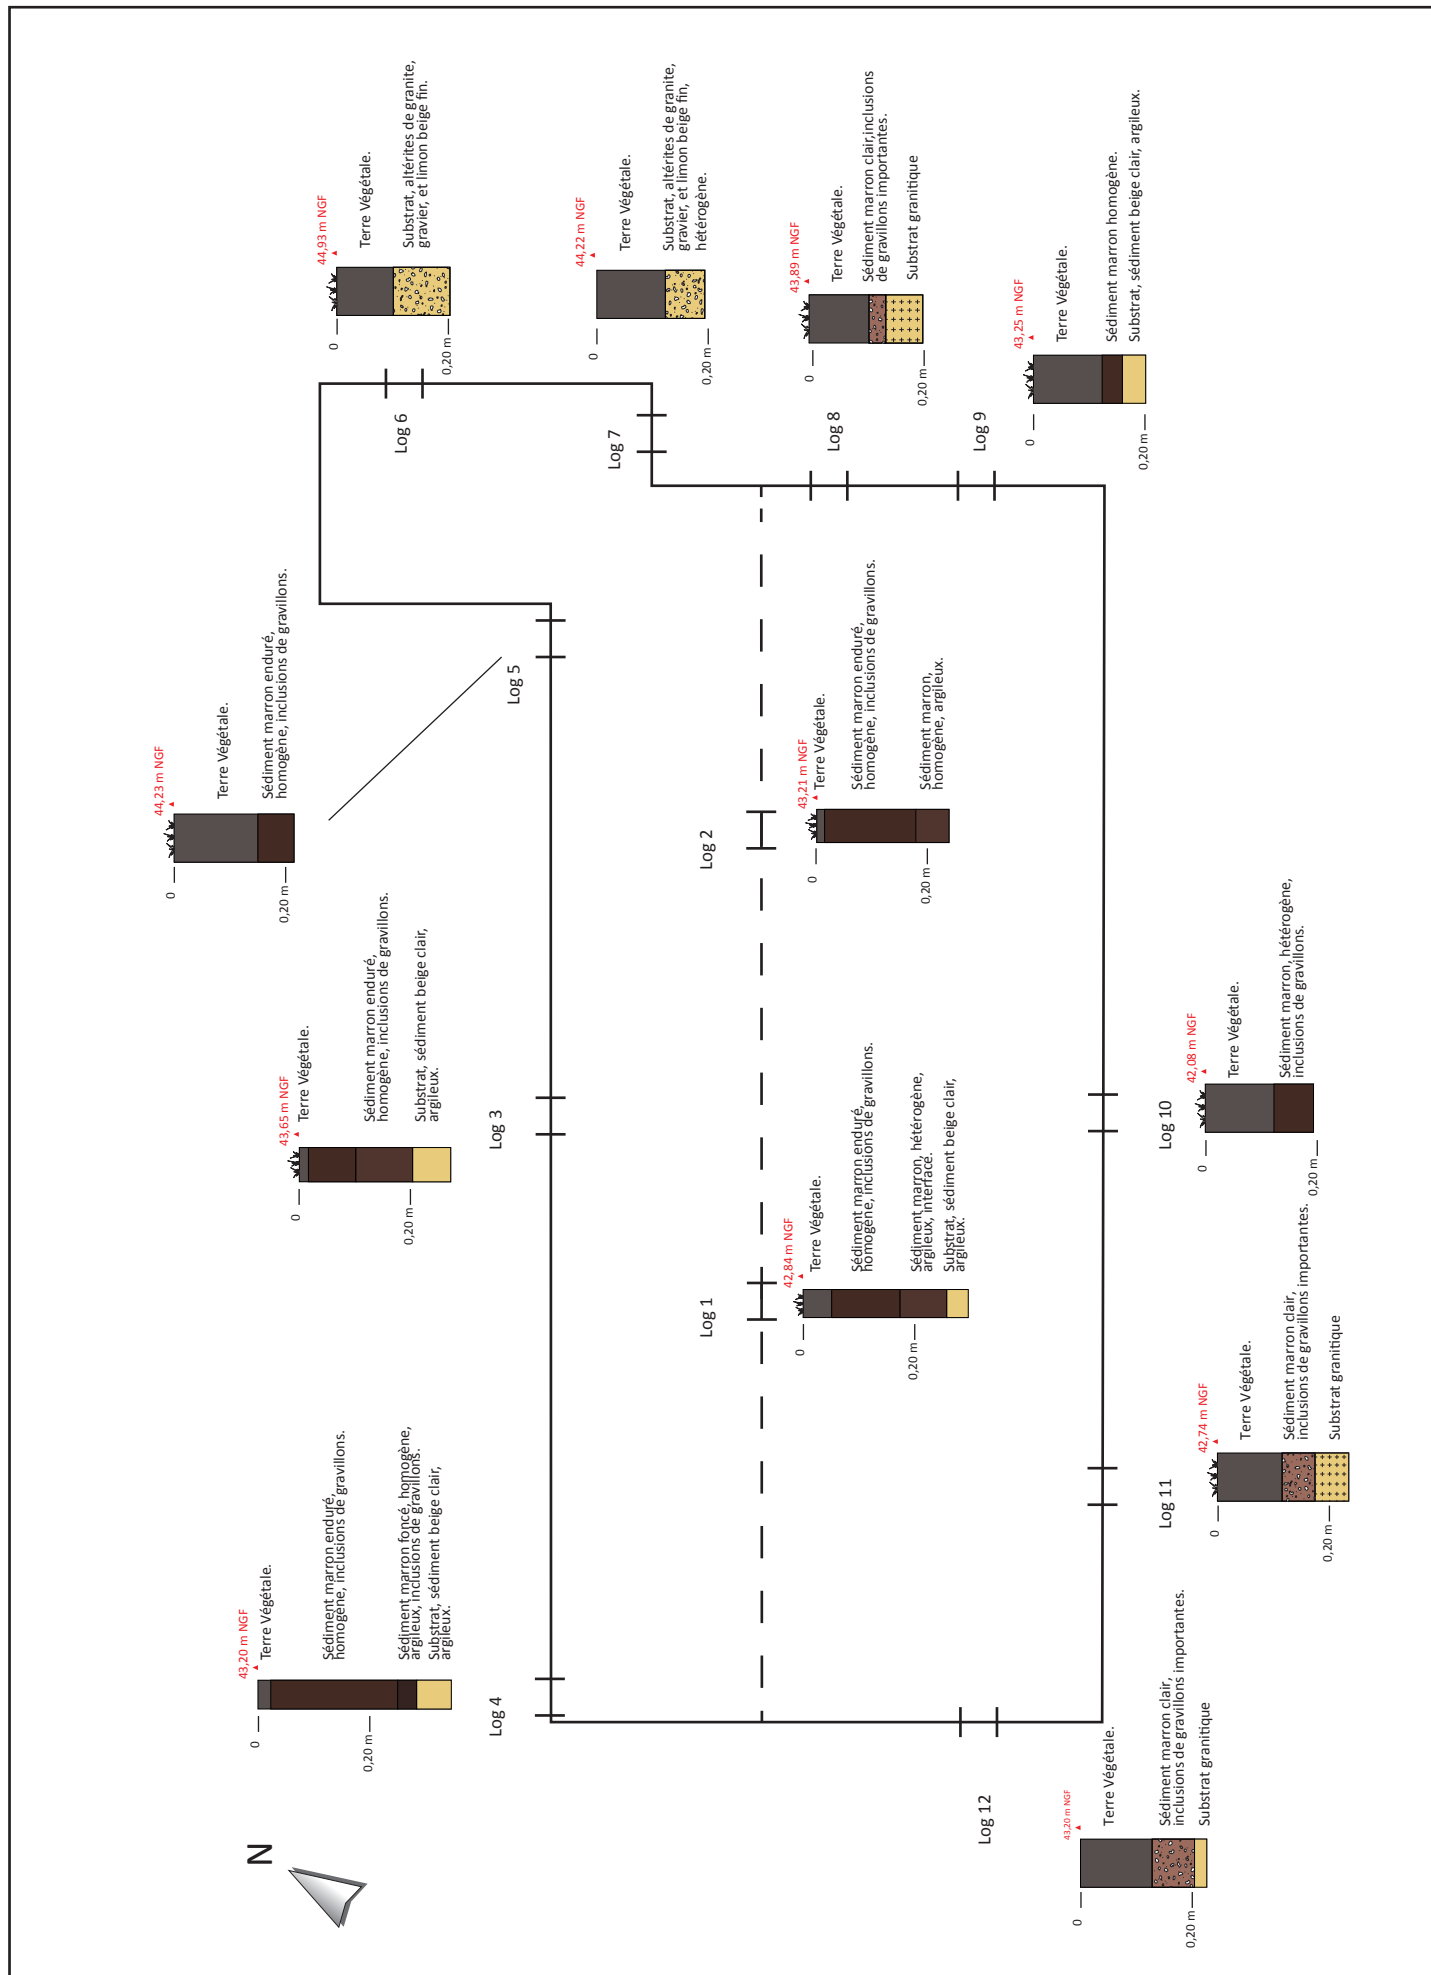 N
43,20 m NGF
Terre Végétale.
Sédiment marron enduré,
homogène, inclusions de gravillons.
Sédiment marron foncé, homogène,
argileux, inclusions de gravillons.
Substrat, sédiment beige clair,
argileux.
0
0,20 m
Log 4
43,65 m NGF
Terre Végétale.
Sédiment marron enduré,
homogène, inclusions de gravillons.
Substrat, sédiment beige clair,
argileux.
0
0,20 m
Log 3
44,23 m NGF
Terre Végétale.
Sédiment marron enduré,
homogène, inclusions de gravillons.
0
0,20 m
Log 5
44,93 m NGF
Terre Végétale.
Substrat, altérites de granite,
gravier, et limon beige fin.
0
0,20 m
Log 6
44,22 m NGF
Terre Végétale.
Substrat, altérites de granite,
gravier, et limon beige fin,
hétérogène.
0
0,20 m
Log 7
43,89 m NGF
Terre Végétale.
Sédiment marron clair,inclusions
de gravillons importantes.
Substrat granitique
0
0,20 m
Log 8
43,25 m NGF
Terre Végétale.
Sédiment marron homogène.
Substrat, sédiment beige clair, argileux.
0
0,20 m
Log 9
Log 1
42,84 m NGF
Terre Végétale.
Sédiment marron enduré,
homogène, inclusions de gravillons.
Sédiment marron, hétérogène,
argileux, interface.
Substrat, sédiment beige clair,
argileux.
0
0,20 m
Log 2
43,21 m NGF
Terre Végétale.
Sédiment marron enduré,
homogène, inclusions de gravillons.
Sédiment marron,
homogène, argileux.
0
0,20 m
Log 12
43,20 m NGF
Terre Végétale.
Sédiment marron clair,
inclusions de gravillons importantes.
Substrat granitique
0
0,20 m
Log 11
42,74 m NGF
Terre Végétale.
Sédiment marron clair,
inclusions de gravillons importantes.
Substrat granitique
0
0,20 m
Log 10
42,08 m NGF
Terre Végétale.
Sédiment marron, hétérogène,
inclusions de gravillons.
0
0,20 m